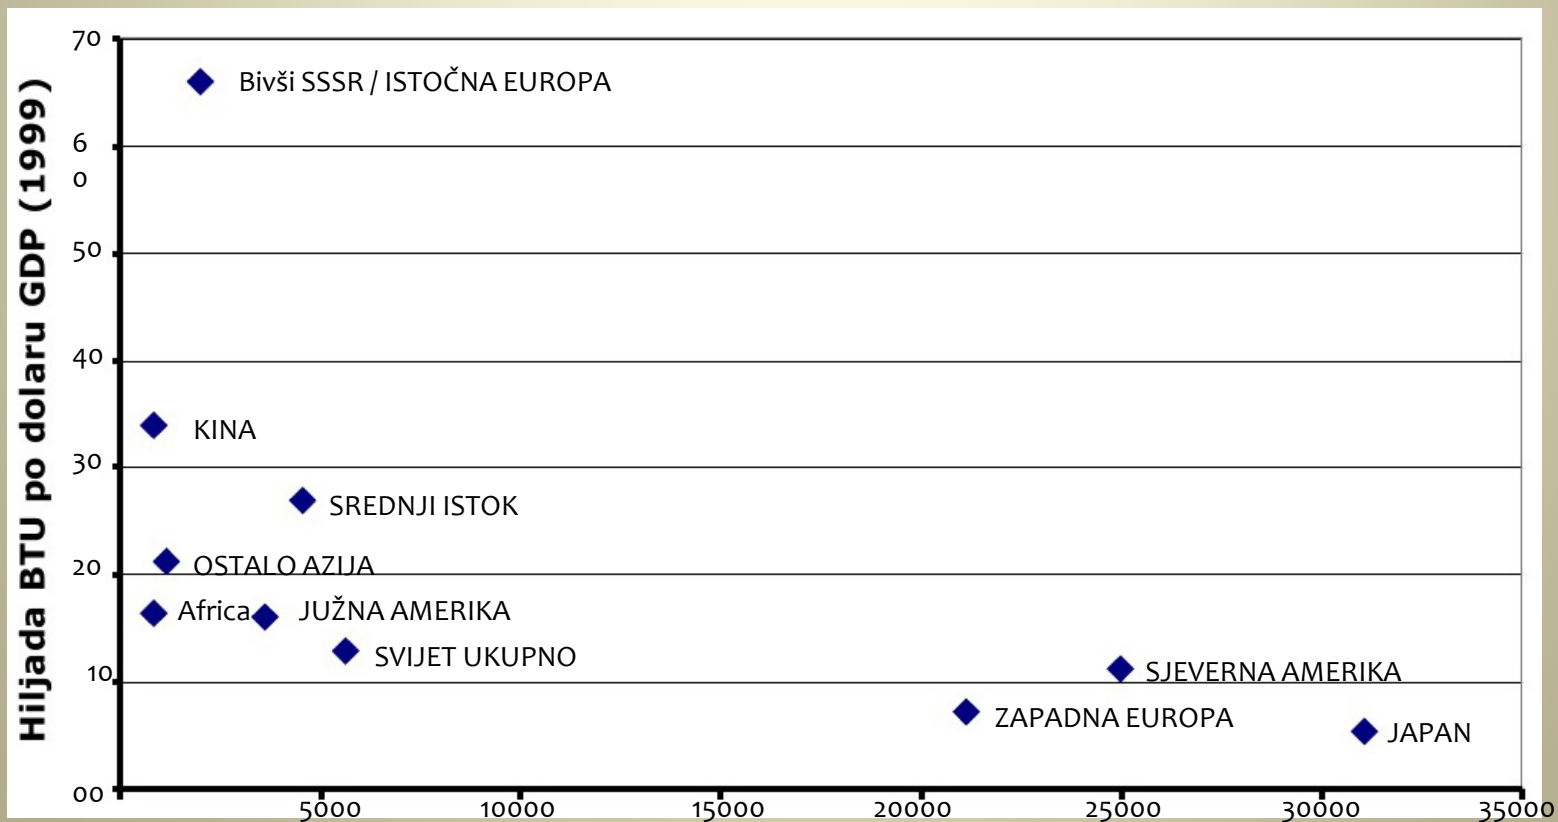 Hiljada BTU po dolaru GDP (1999)
70
Bivši SSSR / ISTOČNA EUROPA
6
0
50
40
KINA
30
SREDNJI ISTOK
OSTALO AZIJA
20
Africa JUŽNA AMERIKA
SVIJET UKUPNO
10
SJEVERNA AMERIKA
ZAPADNA EUROPA
JAPAN
00
5000 10000 15000 20000 25000 30000 35000